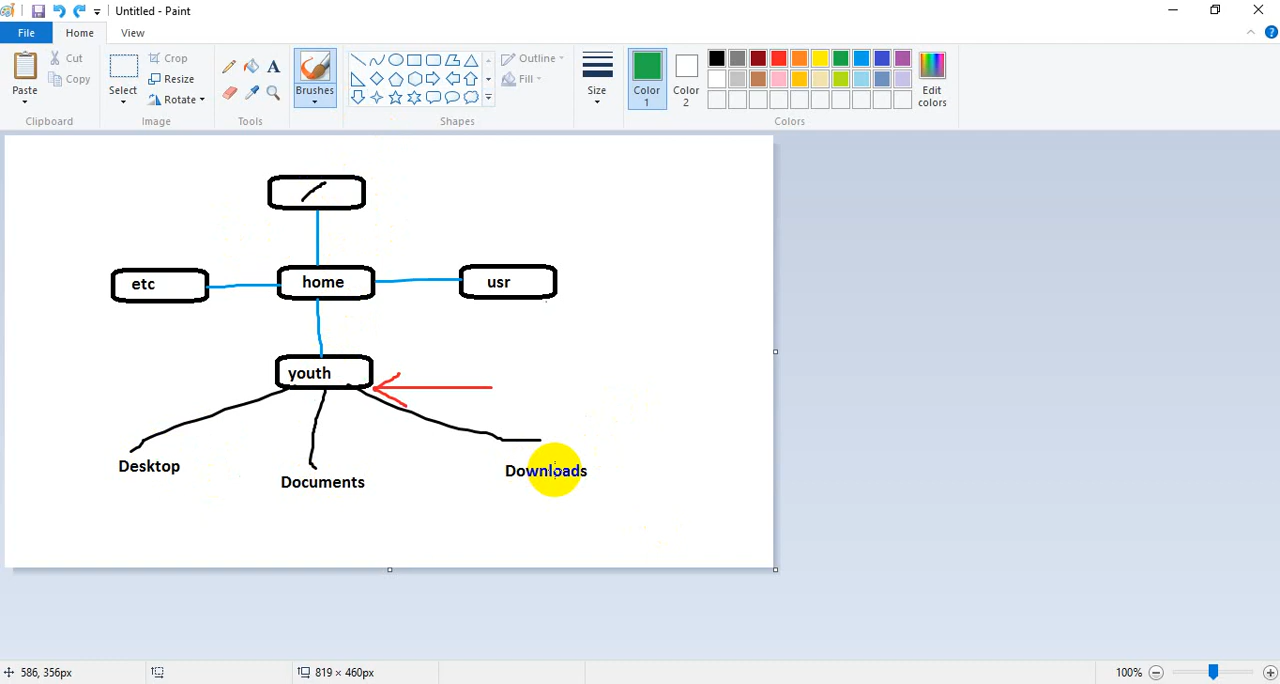 Untitled - Paint
File Home View
Paste
Cut
Copy
Clipboard
Select
Crop
Resize
Rotate
Image
A
Tools
Brushes
Outline
Fill
Shapes
Size
Color 1
Color 2
Edit colors
Colors
/
etc home usr
youth
Desktop
Documents
Downloads
586, 356px
819 × 460px
100%